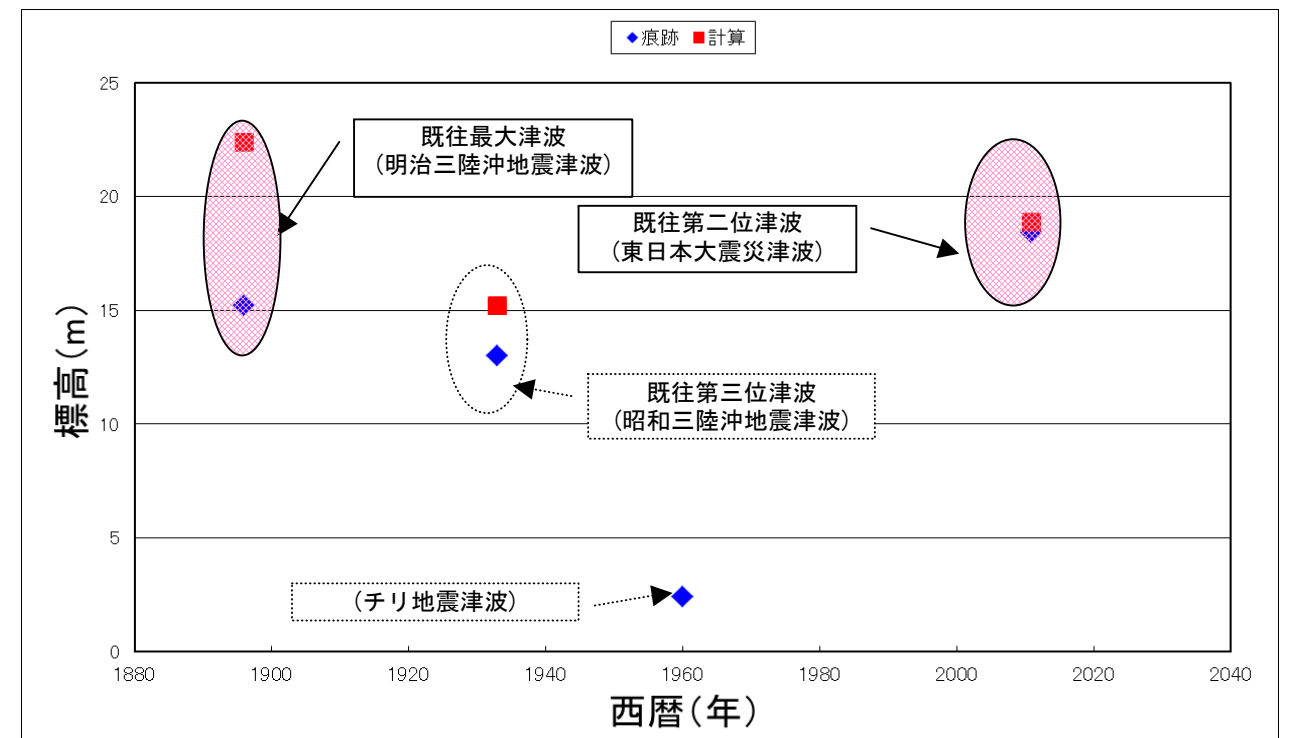 痕跡 計算
25
20
15
10
5
0
標高(m)
既往最大津波
(明治三陸沖地震津波)
既往第二位津波
(東日本大震災津波)
既往第三位津波
(昭和三陸沖地震津波)
(チリ地震津波)
1880 1900 1920 1940 1960 1980 2000 2020 2040
西暦(年)